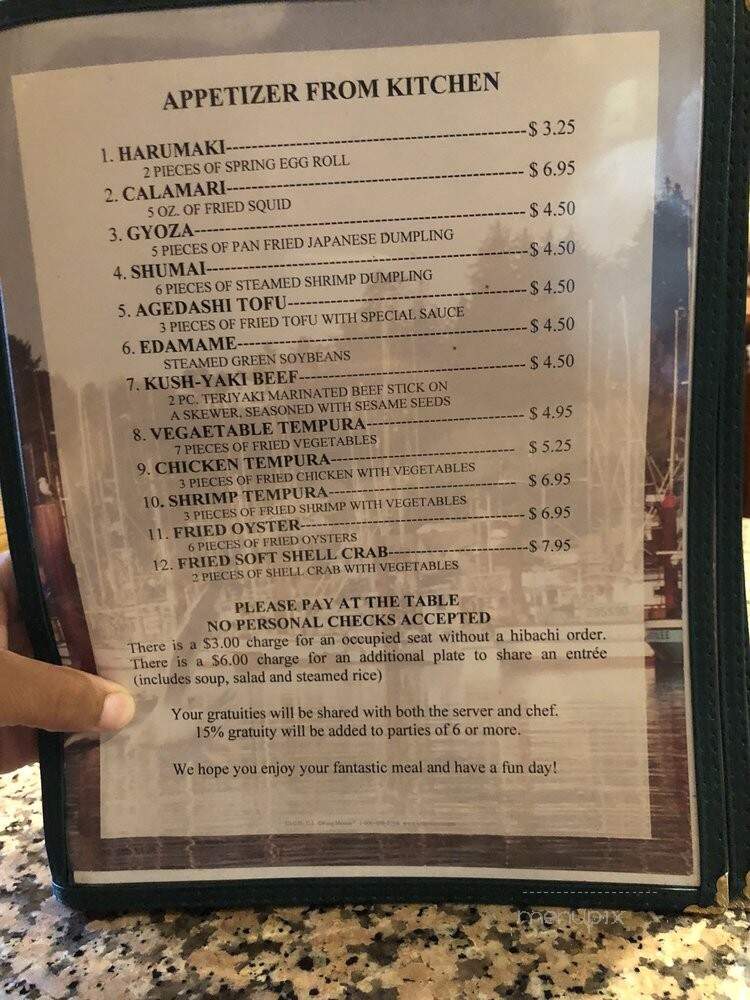 APPETIZER FROM KITCHEN
1. HARUMAKI--------------------$ 3.25
2 PIECES OF SPRING EGG ROLL
2. CALAMARI--------------------$ 6.95
5 OZ. OF FRIED SQUID
3. GYOZA--------------------$ 4.50
5 PIECES OF PAN FRIED JAPANESE DUMPLING
4. SHUMAI--------------------$ 4.50
6 PIECES OF STEAMED SHRIMP DUMPLING
5. AGEDASHI TOFU--------------------$ 4.50
3 PIECES OF FRIED TOFU WITH SPECIAL SAUCE
6. EDAMAME--------------------$ 4.50
STEAMED GREEN SOYBEANS
7. KUSH-YAKI BEEF--------------------$ 4.50
2 PC. TERIYAKI MARINATED BEEF STICK ON
A SKEWER, SEASONED WITH SESAME SEEDS
8. VEGAETABLE TEMPURA--------------------$ 4.95
7 PIECES OF FRIED VEGETABLES
9. CHICKEN TEMPURA--------------------$ 5.25
3 PIECES OF FRIED CHICKEN WITH VEGETABLES
10. SHRIMP TEMPURA--------------------$ 6.95
3 PIECES OF FRIED SHRIMP WITH VEGETABLES
11. FRIED OYSTER--------------------$ 6.95
6 PIECES OF FRIED OYSTERS
12. FRIED SOFT SHELL CRAB--------------------$ 7.95
2 PIECES OF SHELL CRAB WITH VEGETABLES
PLEASE PAY AT THE TABLE
NO PERSONAL CHECKS ACCEPTED
There is a $3.00 charge for an occupied seat without a hibachi order.
There is a $6.00 charge for an additional plate to share an entrée
(includes soup, salad and steamed rice)
Your gratuities will be shared with both the server and chef.
15% gratuity will be added to parties of 6 or more.
We hope you enjoy your fantastic meal and have a fun day!
menupix